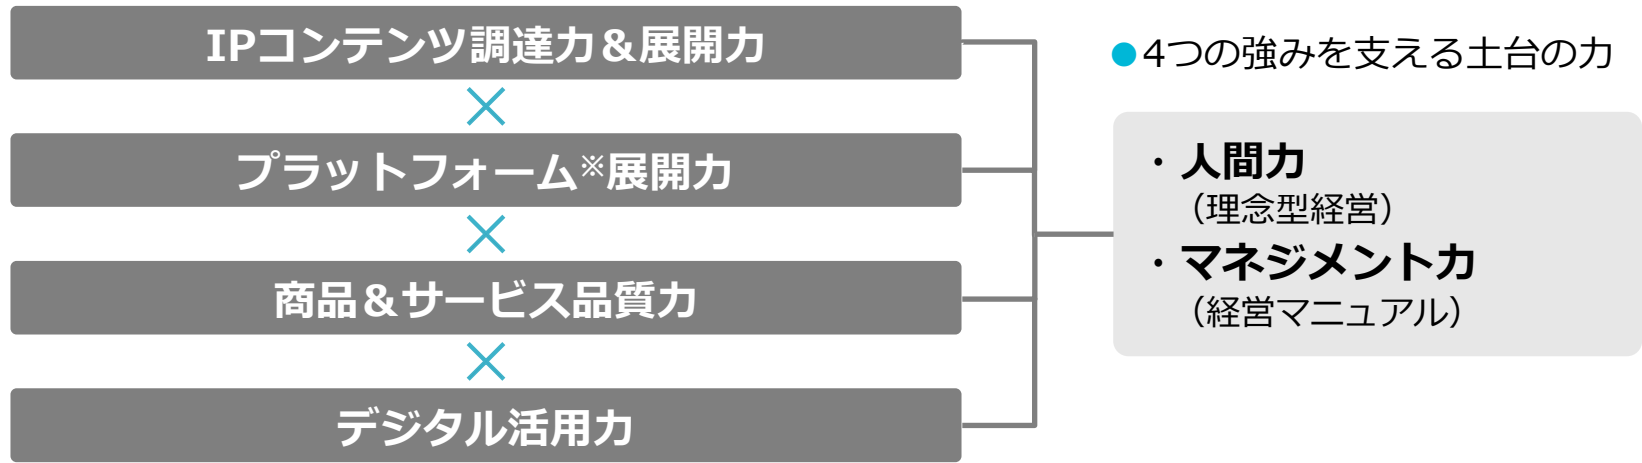 IPコンテンツ調達力&展開力
×
プラットフォーム※展開力
×
商品&サービス品質力
×
デジタル活用力
●4つの強みを支える土台の力
・人間力
（理念型経営）
・マネジメント力
（経営マニュアル）